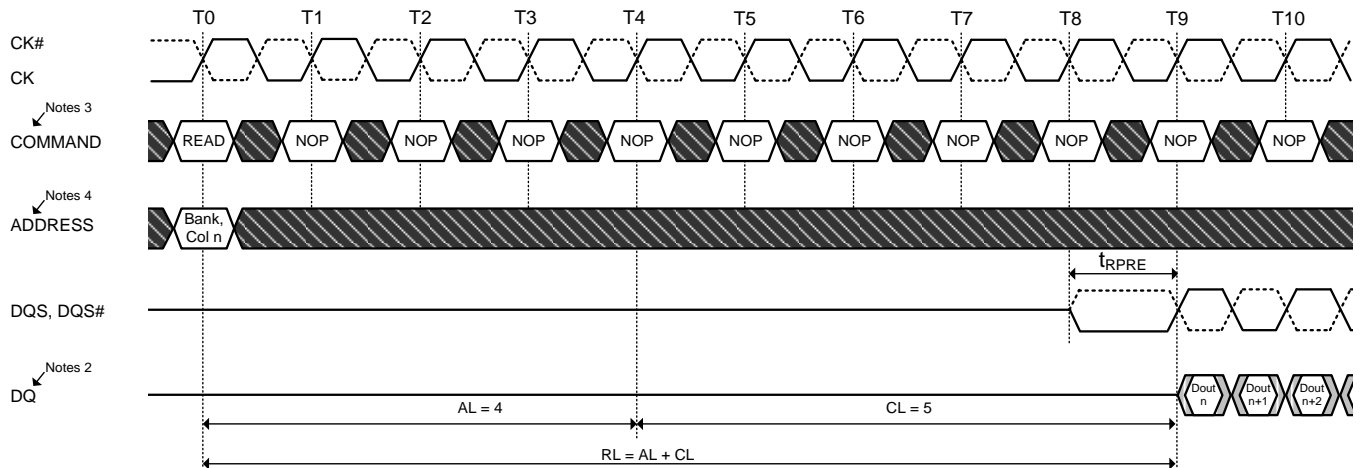 T0 T1 T2 T3 T4 T5 T6 T7 T8 T9 T10
CK#
CK
Notes 3
COMMAND
READ NOP NOP NOP NOP NOP NOP NOP NOP NOP NOP
Notes 4
ADDRESS
Bank,
Col n
tRPRE
DQS, DQS#
Notes 2
DQ
Dout Dout Dout
n n+1 n+2
AL = 4 CL = 5
RL = AL + CL